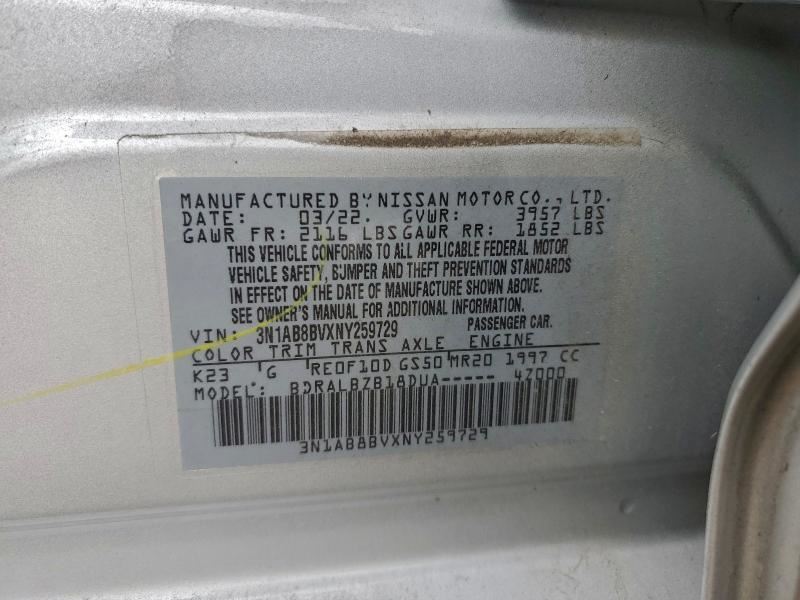 MANUFACTURED BY NISSAN MOTOR CO., LTD.
DATE: 03/22. GVWR: 3957 LBS
GAWR FR: 2116 LBS GAWR RR: 1852 LBS
THIS VEHICLE CONFORMS TO ALL APPLICABLE FEDERAL MOTOR
VEHICLE SAFETY, BUMPER AND THEFT PREVENTION STANDARDS
IN EFFECT ON THE DATE OF MANUFACTURE SHOWN ABOVE.
SEE OWNER'S MANUAL FOR ADDITIONAL INFORMATION.
VIN: 3N1AB8BVXNY259729 PASSENGER CAR.
COLOR TRIM TRANS AXLE ENGINE
K23 G RE0F10D GS50 MR20 1997 CC
MODEL: BDRALBZB18DUA----- 4Z000
3N1AB8BVXNY259729